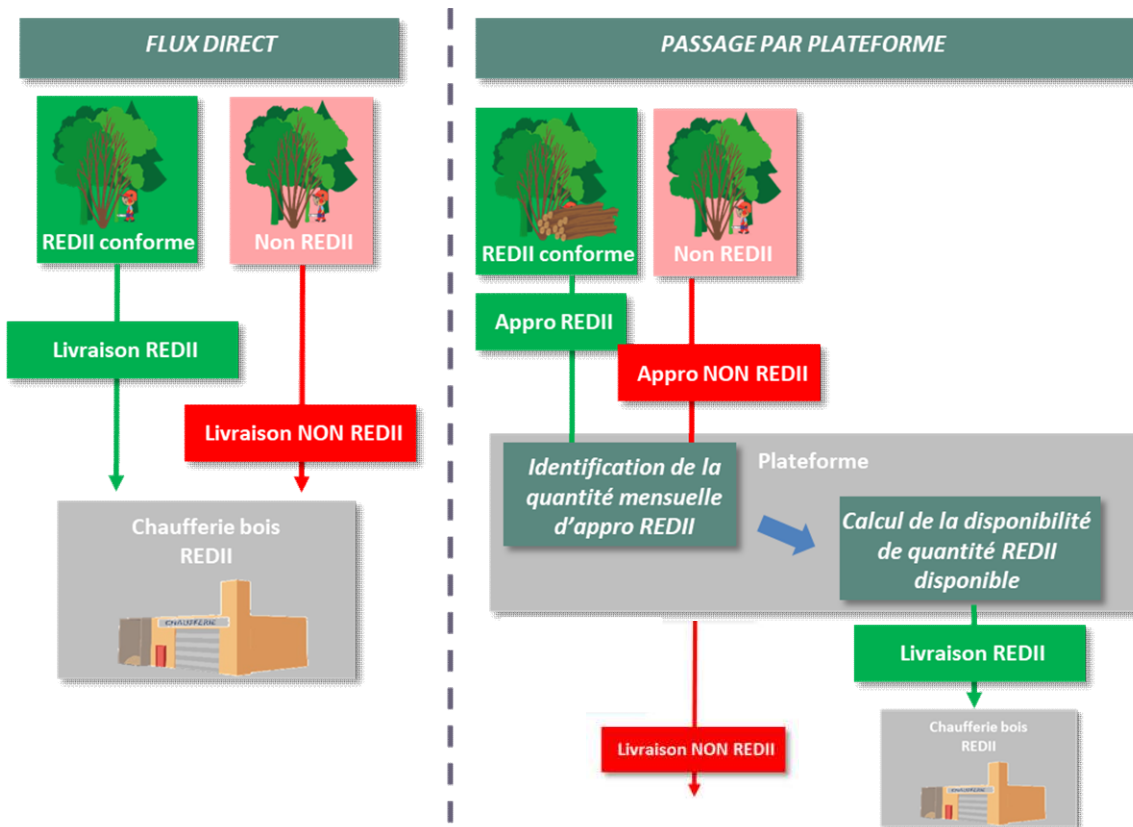 FLUX DIRECT
REDII conforme
Non REDII
Livraison REDII
Livraison NON REDII
Chaufferie bois
REDII
CHAUFFERIE
PASSAGE PAR PLATEFORME
REDII conforme
Non REDII
Appro REDII
Appro NON REDII
Plateforme
Identification de la
quantité mensuelle
d'appro REDII
Calcul de la disponibilité
de quantité REDII
disponible
Livraison REDII
Livraison NON REDII
Chaufferie bois
REDII
CHAUFFERIE